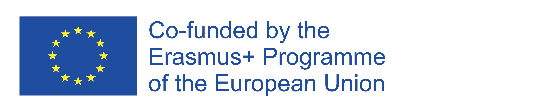 Co-funded by the
Erasmus+ Programme
of the European Union